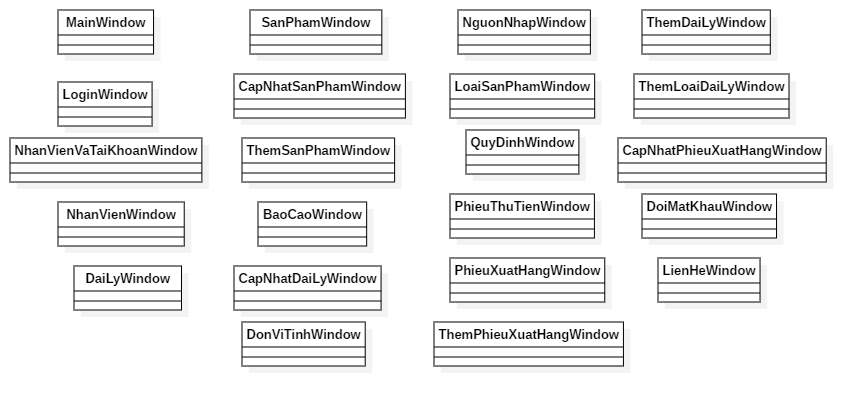 MainWindow
SanPhamWindow
NguonNhapWindow
ThemDaiLyWindow
LoginWindow
CapNhatSanPhamWindow
LoaiSanPhamWindow
ThemLoaiDaiLyWindow
NhanVienVaTaiKhoanWindow
ThemSanPhamWindow
QuyDinhWindow
CapNhatPhieuXuatHangWindow
NhanVienWindow
BaoCaoWindow
PhieuThuTienWindow
DoiMatKhauWindow
DaiLyWindow
CapNhatDaiLyWindow
PhieuXuatHangWindow
LienHeWindow
DonViTinhWindow
ThemPhieuXuatHangWindow